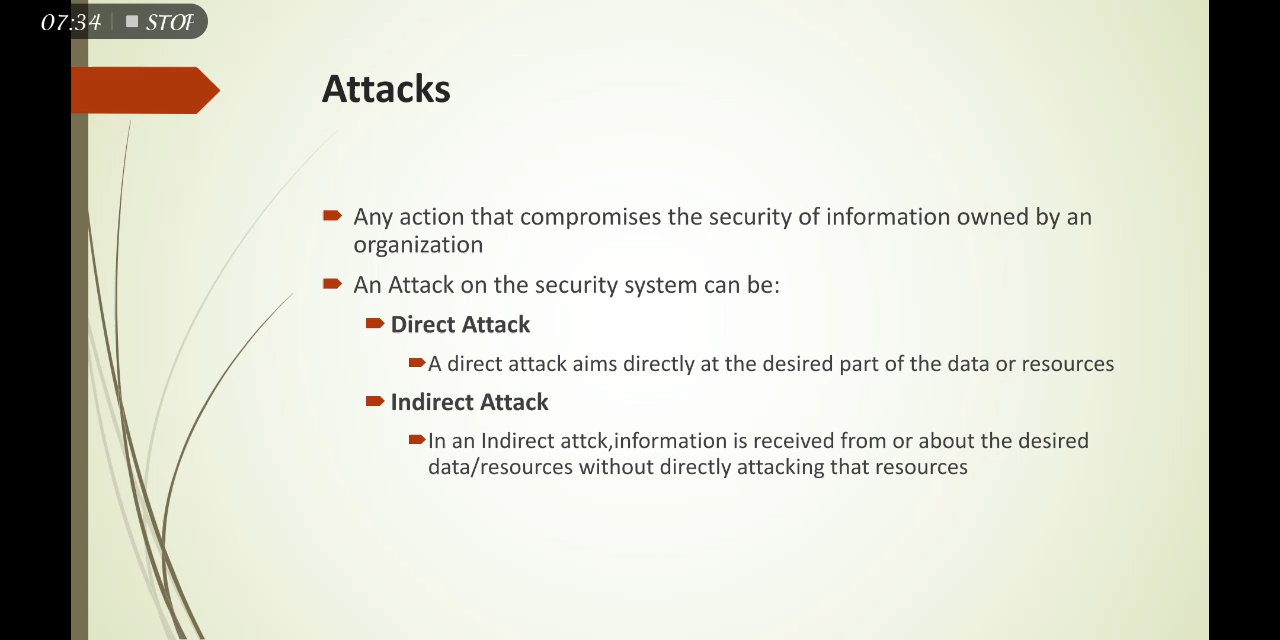 07:34 STOP
Attacks
Any action that compromises the security of information owned by an
organization
An Attack on the security system can be:
Direct Attack
A direct attack aims directly at the desired part of the data or resources
Indirect Attack
In an Indirect attck,information is received from or about the desired
data/resources without directly attacking that resources